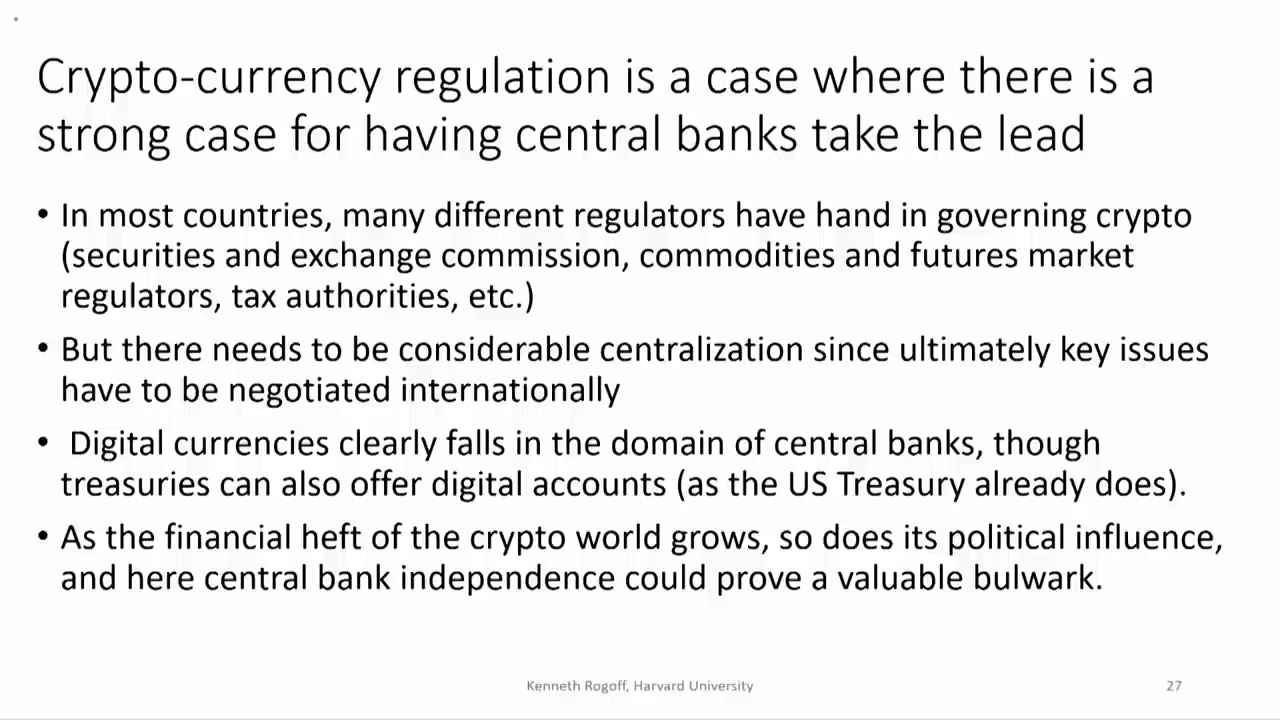 Crypto-currency regulation is a case where there is a
strong case for having central banks take the lead
• In most countries, many different regulators have hand in governing crypto
(securities and exchange commission, commodities and futures market
regulators, tax authorities, etc.)
• But there needs to be considerable centralization since ultimately key issues
have to be negotiated internationally
• Digital currencies clearly falls in the domain of central banks, though
treasuries can also offer digital accounts (as the US Treasury already does).
• As the financial heft of the crypto world grows, so does its political influence,
and here central bank independence could prove a valuable bulwark.
Kenneth Rogoff, Harvard University
27